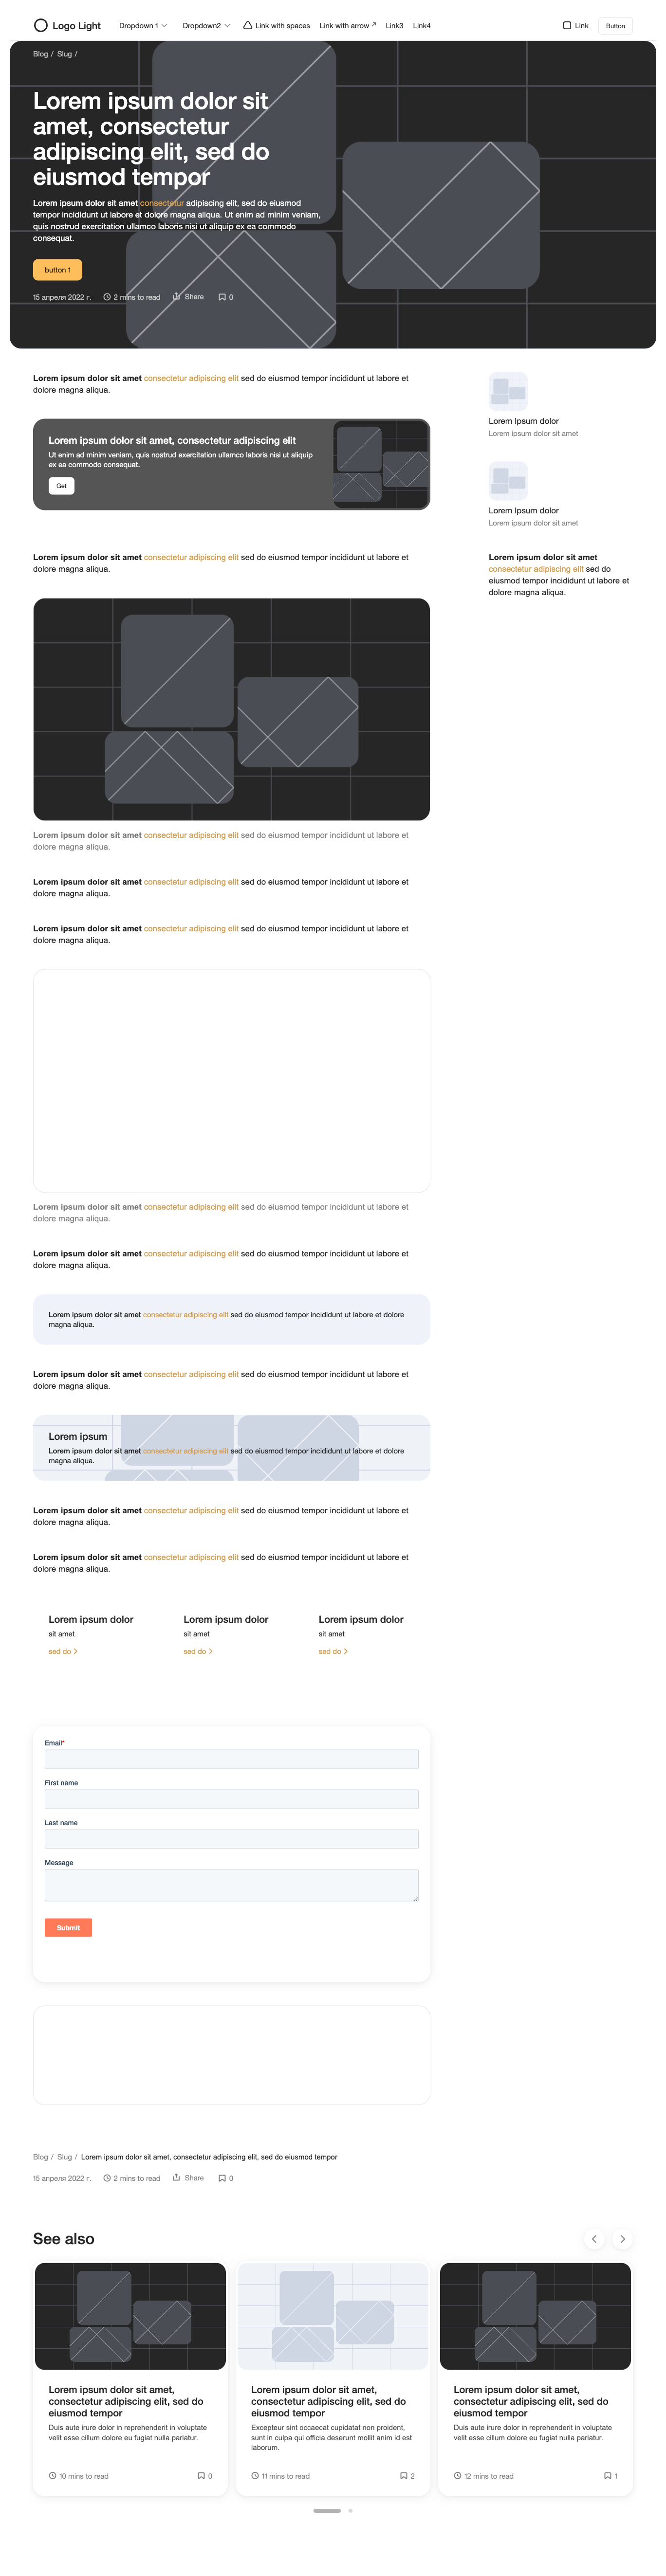 Logo Light
Dropdown 1
Dropdown2
Link with spaces
Link with arrow
Link3
Link4
Link
Button
Blog / Slug /
Lorem ipsum dolor sit
amet, consectetur
adipiscing elit, sed do
eiusmod tempor
Lorem ipsum dolor sit amet consectetur adipiscing elit, sed do eiusmod
tempor incididunt ut labore et dolore magna aliqua. Ut enim ad minim veniam,
quis nostrud exercitation ullamco laboris nisi ut aliquip ex ea commodo
consequat.
button 1
15 апреля 2022 г. 2 mins to read Share 0
Lorem ipsum dolor sit amet consectetur adipiscing elit sed do eiusmod tempor incididunt ut labore et
dolore magna aliqua.
Lorem ipsum dolor sit amet, consectetur adipiscing elit
Ut enim ad minim veniam, quis nostrud exercitation ullamco laboris nisi ut aliquip
ex ea commodo consequat.
Get
Lorem ipsum dolor sit amet consectetur adipiscing elit sed do eiusmod tempor incididunt ut labore et
dolore magna aliqua.
Lorem Ipsum dolor
Lorem ipsum dolor sit amet
Lorem Ipsum dolor
Lorem ipsum dolor sit amet
Lorem ipsum dolor sit amet
consectetur adipiscing elit sed do
eiusmod tempor incididunt ut labore et
dolore magna aliqua.
Lorem ipsum dolor sit amet consectetur adipiscing elit sed do eiusmod tempor incididunt ut labore et
dolore magna aliqua.
Lorem ipsum dolor sit amet consectetur adipiscing elit sed do eiusmod tempor incididunt ut labore et
dolore magna aliqua.
Lorem ipsum dolor sit amet consectetur adipiscing elit sed do eiusmod tempor incididunt ut labore et
dolore magna aliqua.
Lorem ipsum dolor sit amet consectetur adipiscing elit sed do eiusmod tempor incididunt ut labore et
dolore magna aliqua.
Lorem ipsum dolor sit amet consectetur adipiscing elit sed do eiusmod tempor incididunt ut labore et
dolore magna aliqua.
Lorem ipsum dolor sit amet consectetur adipiscing elit sed do eiusmod tempor incididunt ut labore et dolore
magna aliqua.
Lorem ipsum dolor sit amet consectetur adipiscing elit sed do eiusmod tempor incididunt ut labore et
dolore magna aliqua.
Lorem ipsum
Lorem ipsum dolor sit amet consectetur adipiscing elit sed do eiusmod tempor incididunt ut labore et dolore
magna aliqua.
Lorem ipsum dolor sit amet consectetur adipiscing elit sed do eiusmod tempor incididunt ut labore et
dolore magna aliqua.
Lorem ipsum dolor sit amet consectetur adipiscing elit sed do eiusmod tempor incididunt ut labore et
dolore magna aliqua.
Lorem ipsum dolor
sit amet
sed do
Lorem ipsum dolor
sit amet
sed do
Lorem ipsum dolor
sit amet
sed do
Email*
First name
Last name
Message
Submit
Blog / Slug / Lorem ipsum dolor sit amet, consectetur adipiscing elit, sed do eiusmod tempor
15 апреля 2022 г. 2 mins to read Share 0
See also
Lorem ipsum dolor sit amet,
consectetur adipiscing elit, sed do
eiusmod tempor
Duis aute irure dolor in reprehenderit in voluptate
velit esse cillum dolore eu fugiat nulla pariatur.
10 mins to read 0
Lorem ipsum dolor sit amet,
consectetur adipiscing elit, sed do
eiusmod tempor
Excepteur sint occaecat cupidatat non proident,
sunt in culpa qui officia deserunt mollit anim id est
laborum.
11 mins to read 2
Lorem ipsum dolor sit amet,
consectetur adipiscing elit, sed do
eiusmod tempor
Duis aute irure dolor in reprehenderit in voluptate
velit esse cillum dolore eu fugiat nulla pariatur.
12 mins to read 1